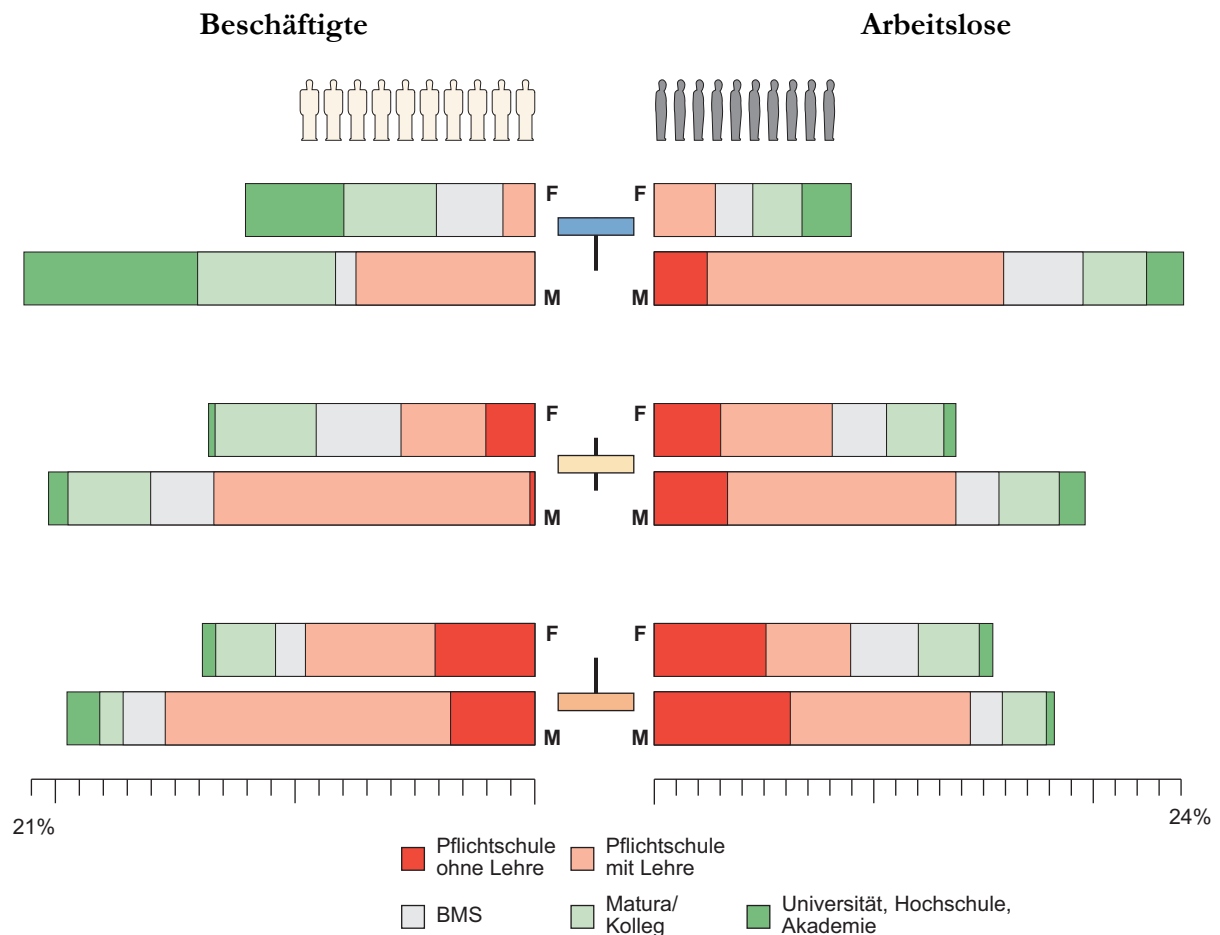 Beschäftigte
Arbeitslose
F
F
M
M
F
F
M
M
F
F
M
M
21%
24%
Pflichtschule
ohne Lehre
Pflichtschule
mit Lehre
BMS
Matura/
Kolleg
Universität, Hochschule,
Akademie